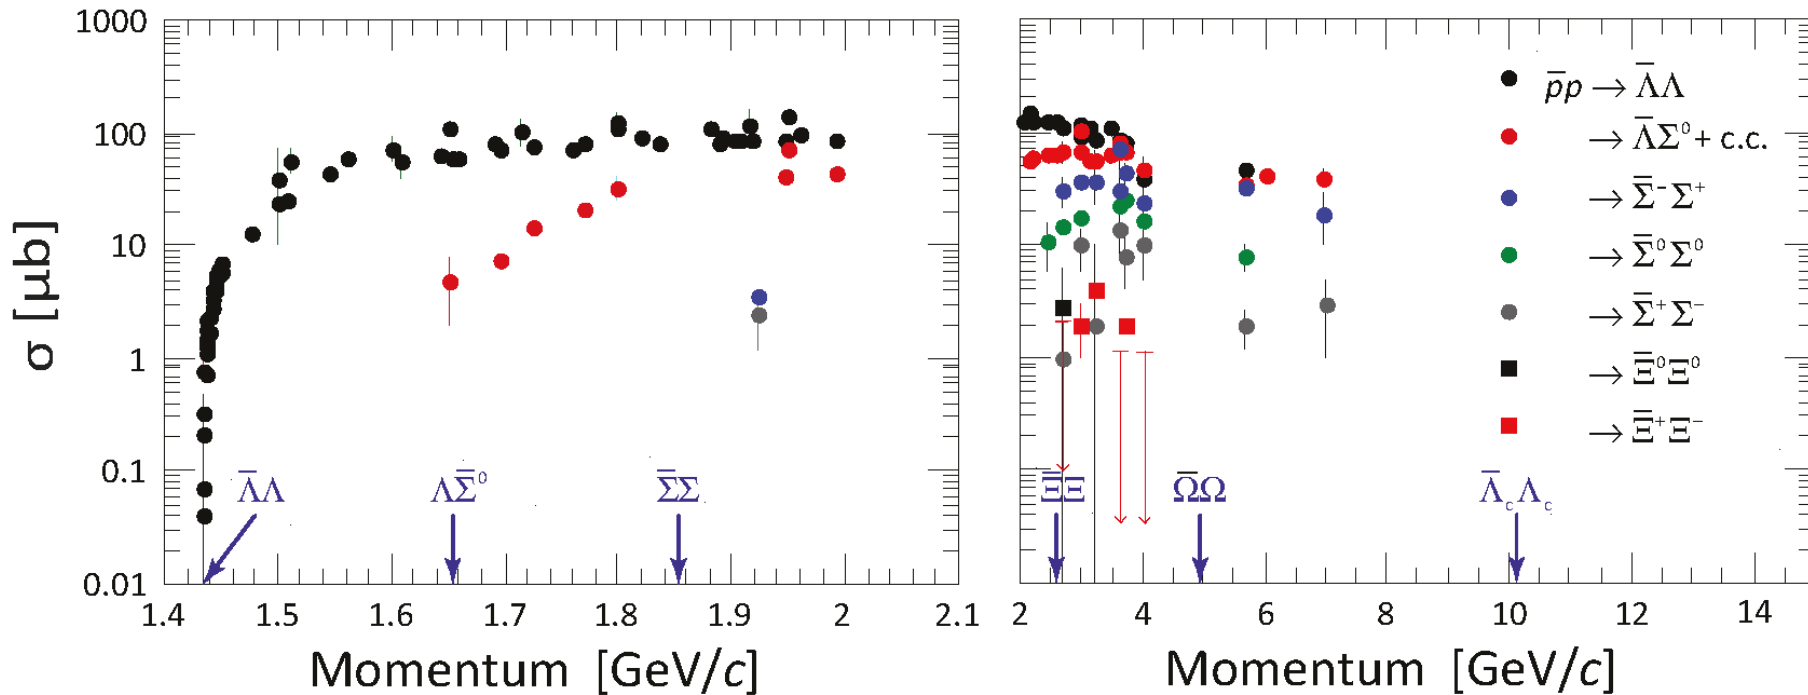 σ [μb]
1000
100
10
1
0.1
0.01
Λ̅Λ
ΛΣ̅⁰
Σ̅Σ
1.4 1.5 1.6 1.7 1.8 1.9 2 2.1
Momentum [GeV/c]
p̅p → Λ̅Λ
→ Λ̅Σ⁰ + c.c.
→ Σ̅⁻Σ⁺
→ Σ̅⁰Σ⁰
→ Σ̅⁺Σ⁻
→ Ξ̅⁰Ξ⁰
→ Ξ̅⁺Ξ⁻
Ξ̅Ξ
Ω̅Ω
Λ̅cΛc
2 4 6 8 10 12 14
Momentum [GeV/c]